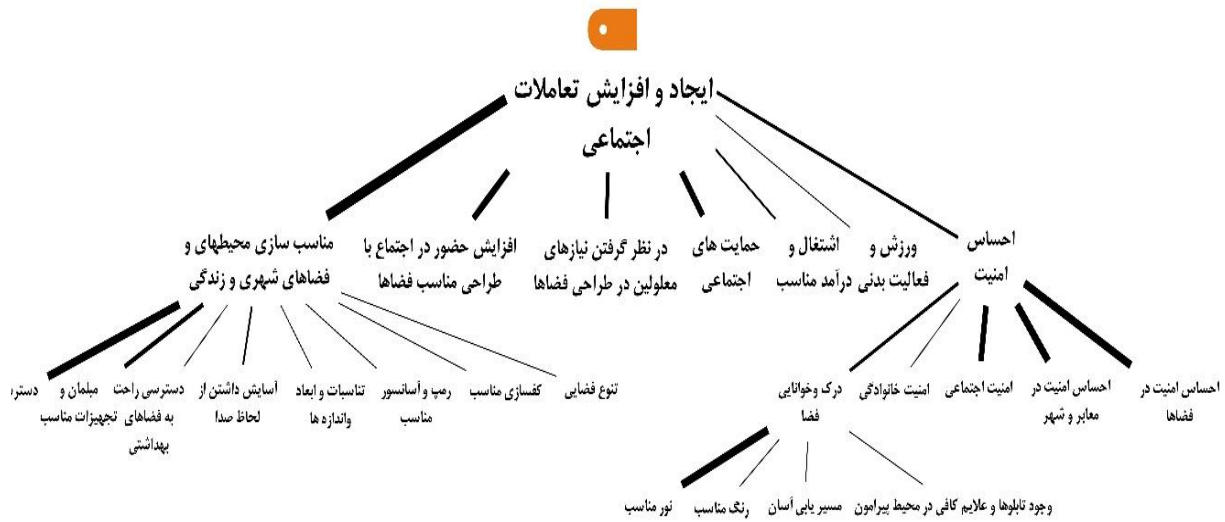 ایجاد و افزایش تعاملات
اجتماعی
احساس
امنیت
ورزش و
فعالیت بدنی
اشتغال و
درآمد مناسب
حمایت های
اجتماعی
در نظر گرفتن نیازهای
معلولین در طراحی فضاها
افزایش حضور در اجتماع با
طراحی مناسب فضاها
مناسب سازی محیطهای و
فضاهای شهری و زندگی
احساس امنیت در
فضاها
احساس امنیت در
معابر و شهر
امنیت اجتماعی
امنیت خانوادگی
درک وخوانایی
فضا
تنوع فضایی
کفسازی مناسب
رمپ و آسانسور
مناسب
تناسبات و ابعاد
واندازه ها
آسایش داشتن از
لحاظ صدا
دسترسی راحت
به فضاهای
بهداشتی
مبلمان و
تجهیزات مناسب
وجود تابلوها و علایم کافی در محیط پیرامون
مسیر یابی آسان
رنگ مناسب
نور مناسب